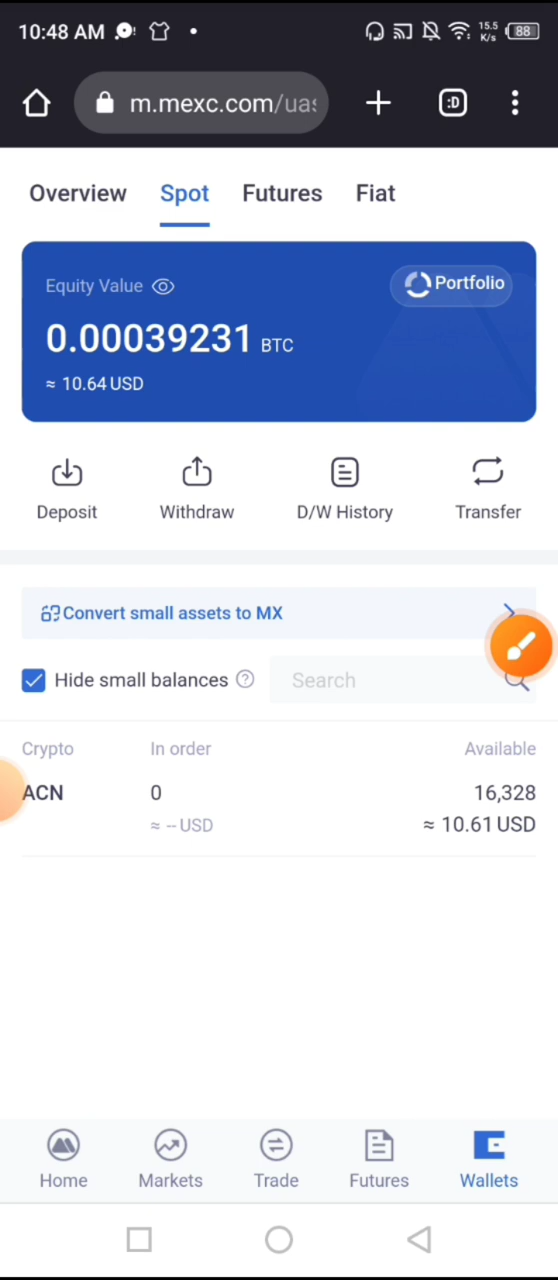 10:48 AM
15.5
K/s
88
m.mexc.com/uas
:D
Overview Spot Futures Fiat
Equity Value
Portfolio
0.00039231 BTC
≈ 10.64 USD
Deposit Withdraw D/W History Transfer
Convert small assets to MX
Hide small balances ?
Search
Crypto In order Available
ACN 0 16,328
≈ -- USD ≈ 10.61 USD
Home Markets Trade Futures Wallets